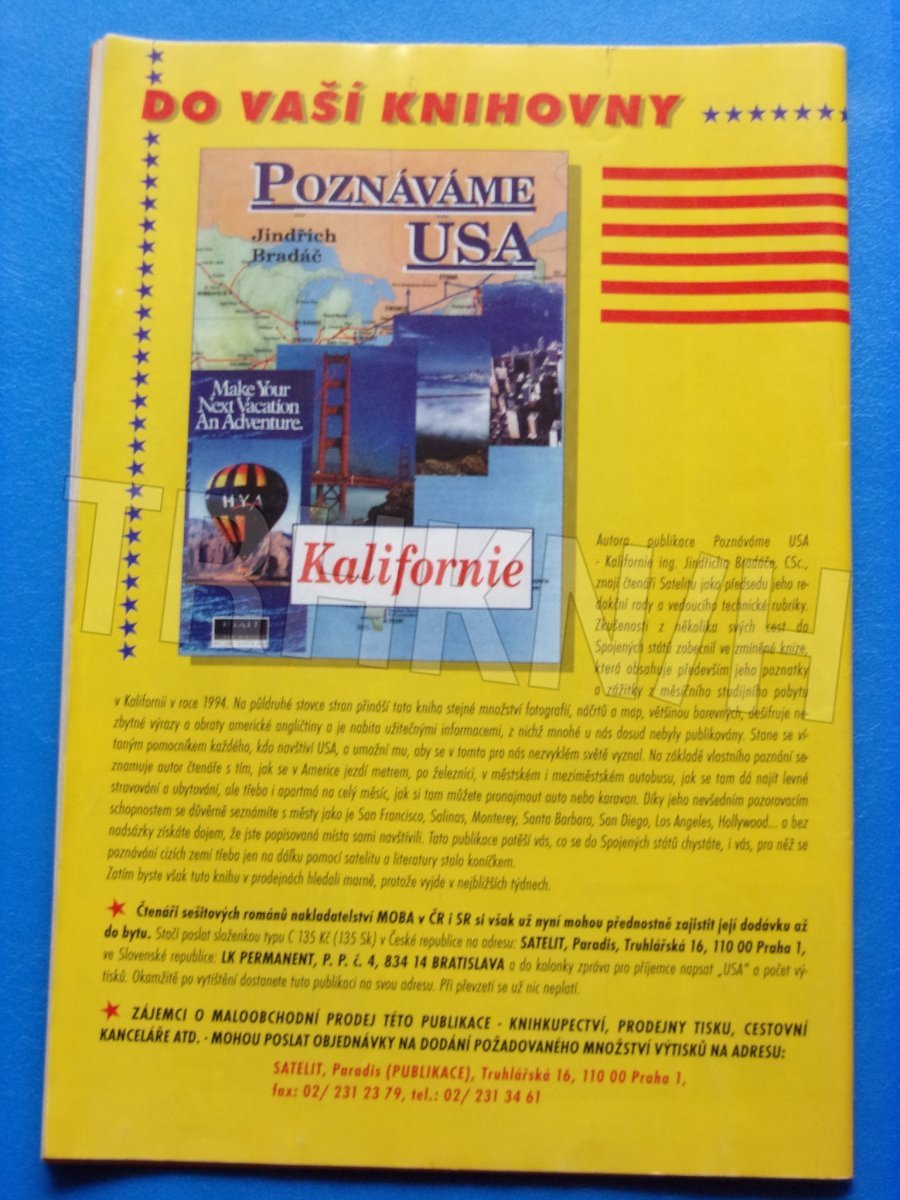 DO VAŠÍ KNIHOVNY
POZNÁVÁME
USA
Jindřich
Bradáč
Make Your
Next Vacation
An Adventure.
H.Y.A
Kalifornie
HYATT
Autora publikace Poznáváme USA
- Kalifornie ing. Jindřicha Bradáče, CSc.,
znají čtenáři Satelitu jako předsedu jeho re-
dakční rady a vedoucího technické rubriky.
Zkušenosti z několika svých cest do
Spojených států zobecnil ve zmíněné knize,
která obsahuje především jeho poznatky
a zážitky z měsíčního studijního pobytu
v Kalifornii v roce 1994. Na půldruhé stovce stran přináší tato kniha stejné množství fotografií, náčrtů a map, většinou barevných, dešifruje ne-
zbytné výrazy a obraty americké angličtiny a je nabita užitečnými informacemi, z nichž mnohé u nás dosud nebyly publikovány. Stane se ví-
taným pomocníkem každého, kdo navštíví USA, a umožní mu, aby se v tomto pro nás nezvyklém světě vyznal. Na základě vlastního poznání se-
znamuje autor čtenáře s tím, jak se v Americe jezdí metrem, po železnici, v městském i meziměstském autobusu, jak se tam dá najít levné
stravování a ubytování, ale třeba i apartmá na celý měsíc, jak si tam můžete pronajmout auto nebo karavan. Díky jeho nevšedním pozorovacím
schopnostem se důvěrně seznámíte s městy jako je San Francisco, Salinas, Monterey, Santa Barbara, San Diego, Los Angeles, Hollywood... a bez
nadsázky získáte dojem, že jste popisovaná místa sami navštívili. Tato publikace potěší vás, co se do Spojených států chystáte, i vás, pro něž se
poznávání cizích zemí třeba jen na dálku pomocí satelitu a literatury stalo koníčkem.
Zatím byste však tuto knihu v prodejnách hledali marně, protože vyjde v nejbližších týdnech.
Čtenáři sešitových románů nakladatelství MOBA v ČR i SR si však už nyní mohou přednostně zajistit její dodávku až
do bytu. Stačí poslat složenkou typu C 135 Kč (135 Sk) v České republice na adresu: SATELIT, Paradis, Truhlářská 16, 110 00 Praha 1,
ve Slovenské republice: LK PERMANENT, P. P. č. 4, 834 14 BRATISLAVA a do kolonky zpráva pro příjemce napsat „USA" a počet vý-
tisků. Okamžitě po vytištění dostanete tuto publikaci na svou adresu. Při převzetí se už nic neplatí.
ZÁJEMCI O MALOOBCHODNÍ PRODEJ TÉTO PUBLIKACE - KNIHKUPECTVÍ, PRODEJNY TISKU, CESTOVNÍ
KANCELÁŘE ATD. - MOHOU POSLAT OBJEDNÁVKY NA DODÁNÍ POŽADOVANÉHO MNOŽSTVÍ VÝTISKŮ NA ADRESU:
SATELIT, Paradis (PUBLIKACE), Truhlářská 16, 110 00 Praha 1,
fax: 02/ 231 23 79, tel.: 02/ 231 34 61
TRHKNIH